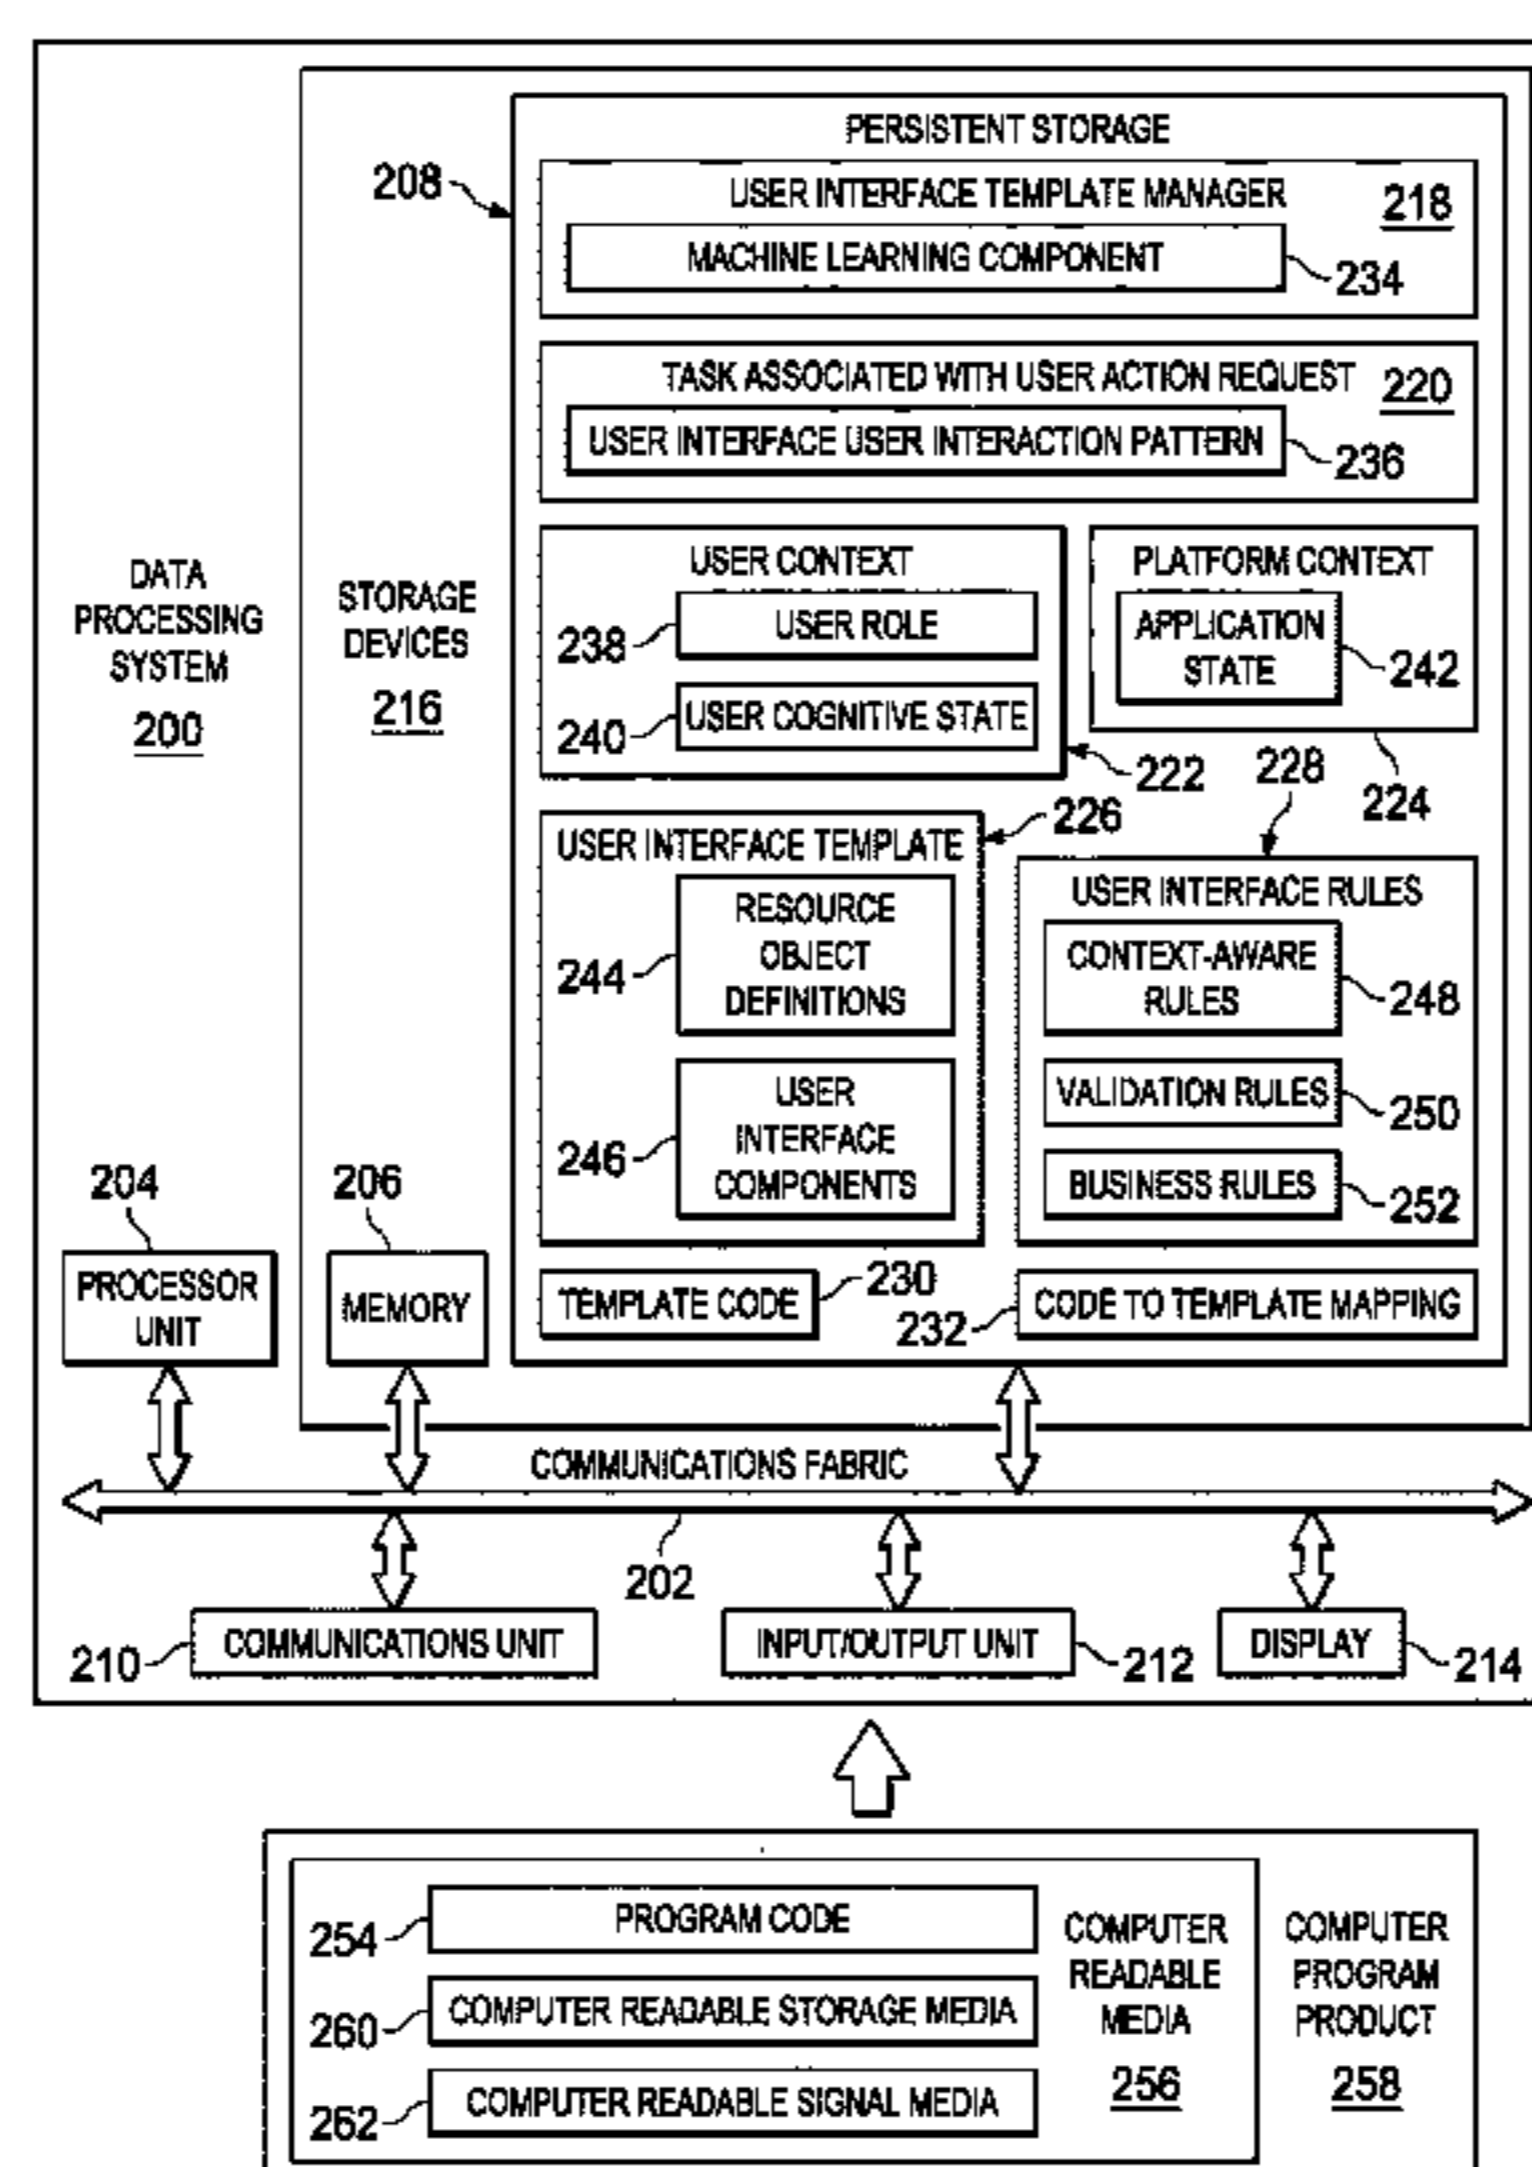 PERSISTENT STORAGE
208
USER INTERFACE TEMPLATE MANAGER
218
MACHINE LEARNING COMPONENT
234
TASK ASSOCIATED WITH USER ACTION REQUEST
220
USER INTERFACE USER INTERACTION PATTERN
236
DATA
PROCESSING
SYSTEM
200
STORAGE
DEVICES
216
USER CONTEXT
238
USER ROLE
240
USER COGNITIVE STATE
222
PLATFORM CONTEXT
APPLICATION
STATE
242
224
228
226
USER INTERFACE TEMPLATE
244
RESOURCE
OBJECT
DEFINITIONS
246
USER
INTERFACE
COMPONENTS
USER INTERFACE RULES
CONTEXT-AWARE
RULES
248
VALIDATION RULES
250
BUSINESS RULES
252
204
PROCESSOR
UNIT
206
MEMORY
TEMPLATE CODE
230
232
CODE TO TEMPLATE MAPPING
COMMUNICATIONS FABRIC
202
210
COMMUNICATIONS UNIT
INPUT/OUTPUT UNIT
212
DISPLAY
214
254
PROGRAM CODE
260
COMPUTER READABLE STORAGE MEDIA
262
COMPUTER READABLE SIGNAL MEDIA
COMPUTER
READABLE
MEDIA
256
COMPUTER
PROGRAM
PRODUCT
258